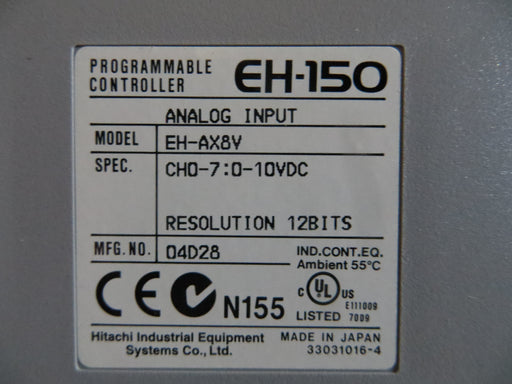 PROGRAMMABLE
CONTROLLER EH-150
ANALOG INPUT
MODEL EH-AX8V
SPEC. CH0-7:0-10VDC
RESOLUTION 12BITS
MFG.NO. 04D28
IND.CONT.EQ.
Ambient 55°C
CE N155
C UL US
E111009
LISTED 7009
Hitachi Industrial Equipment
Systems Co., Ltd.
MADE IN JAPAN
33031016-4